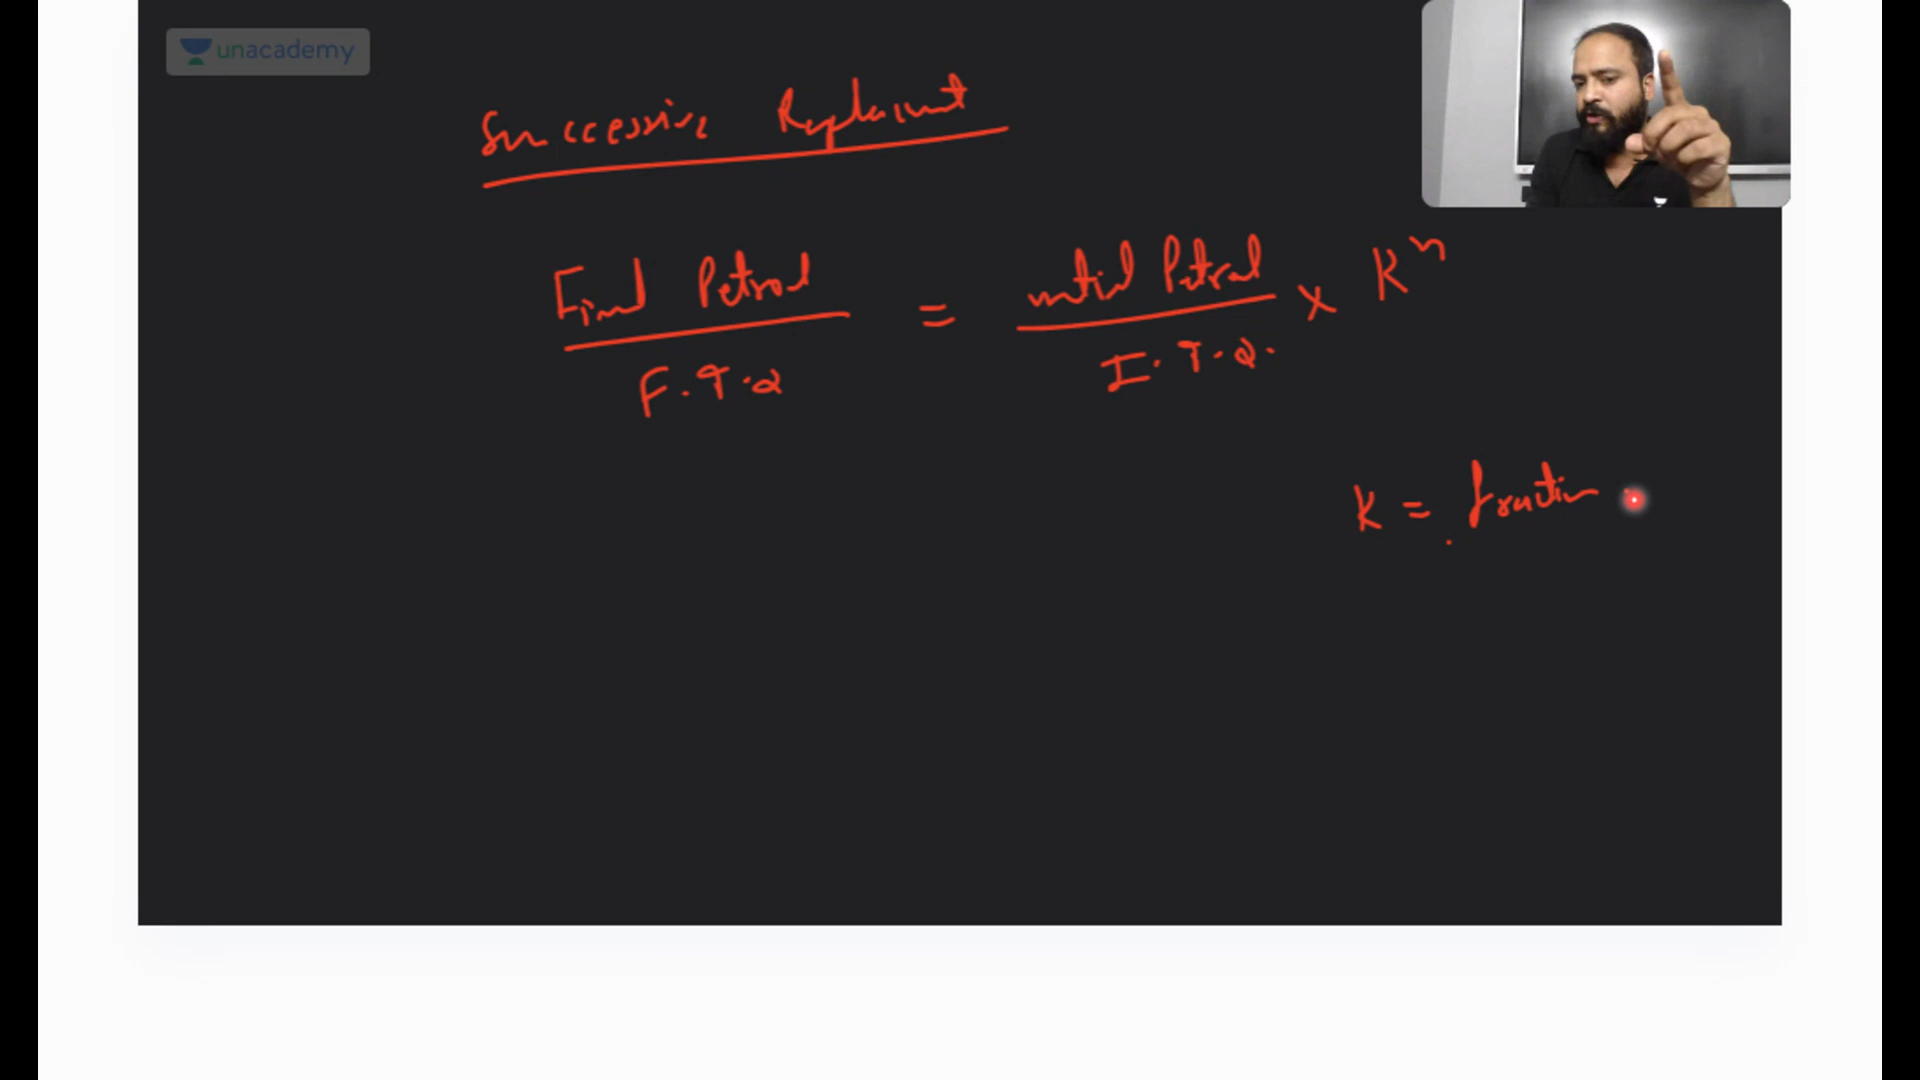 unacademy
Successive Replacement
Final Petrol / F.T.Q = initial Petrol / I.T.Q. × K^n
K = fraction